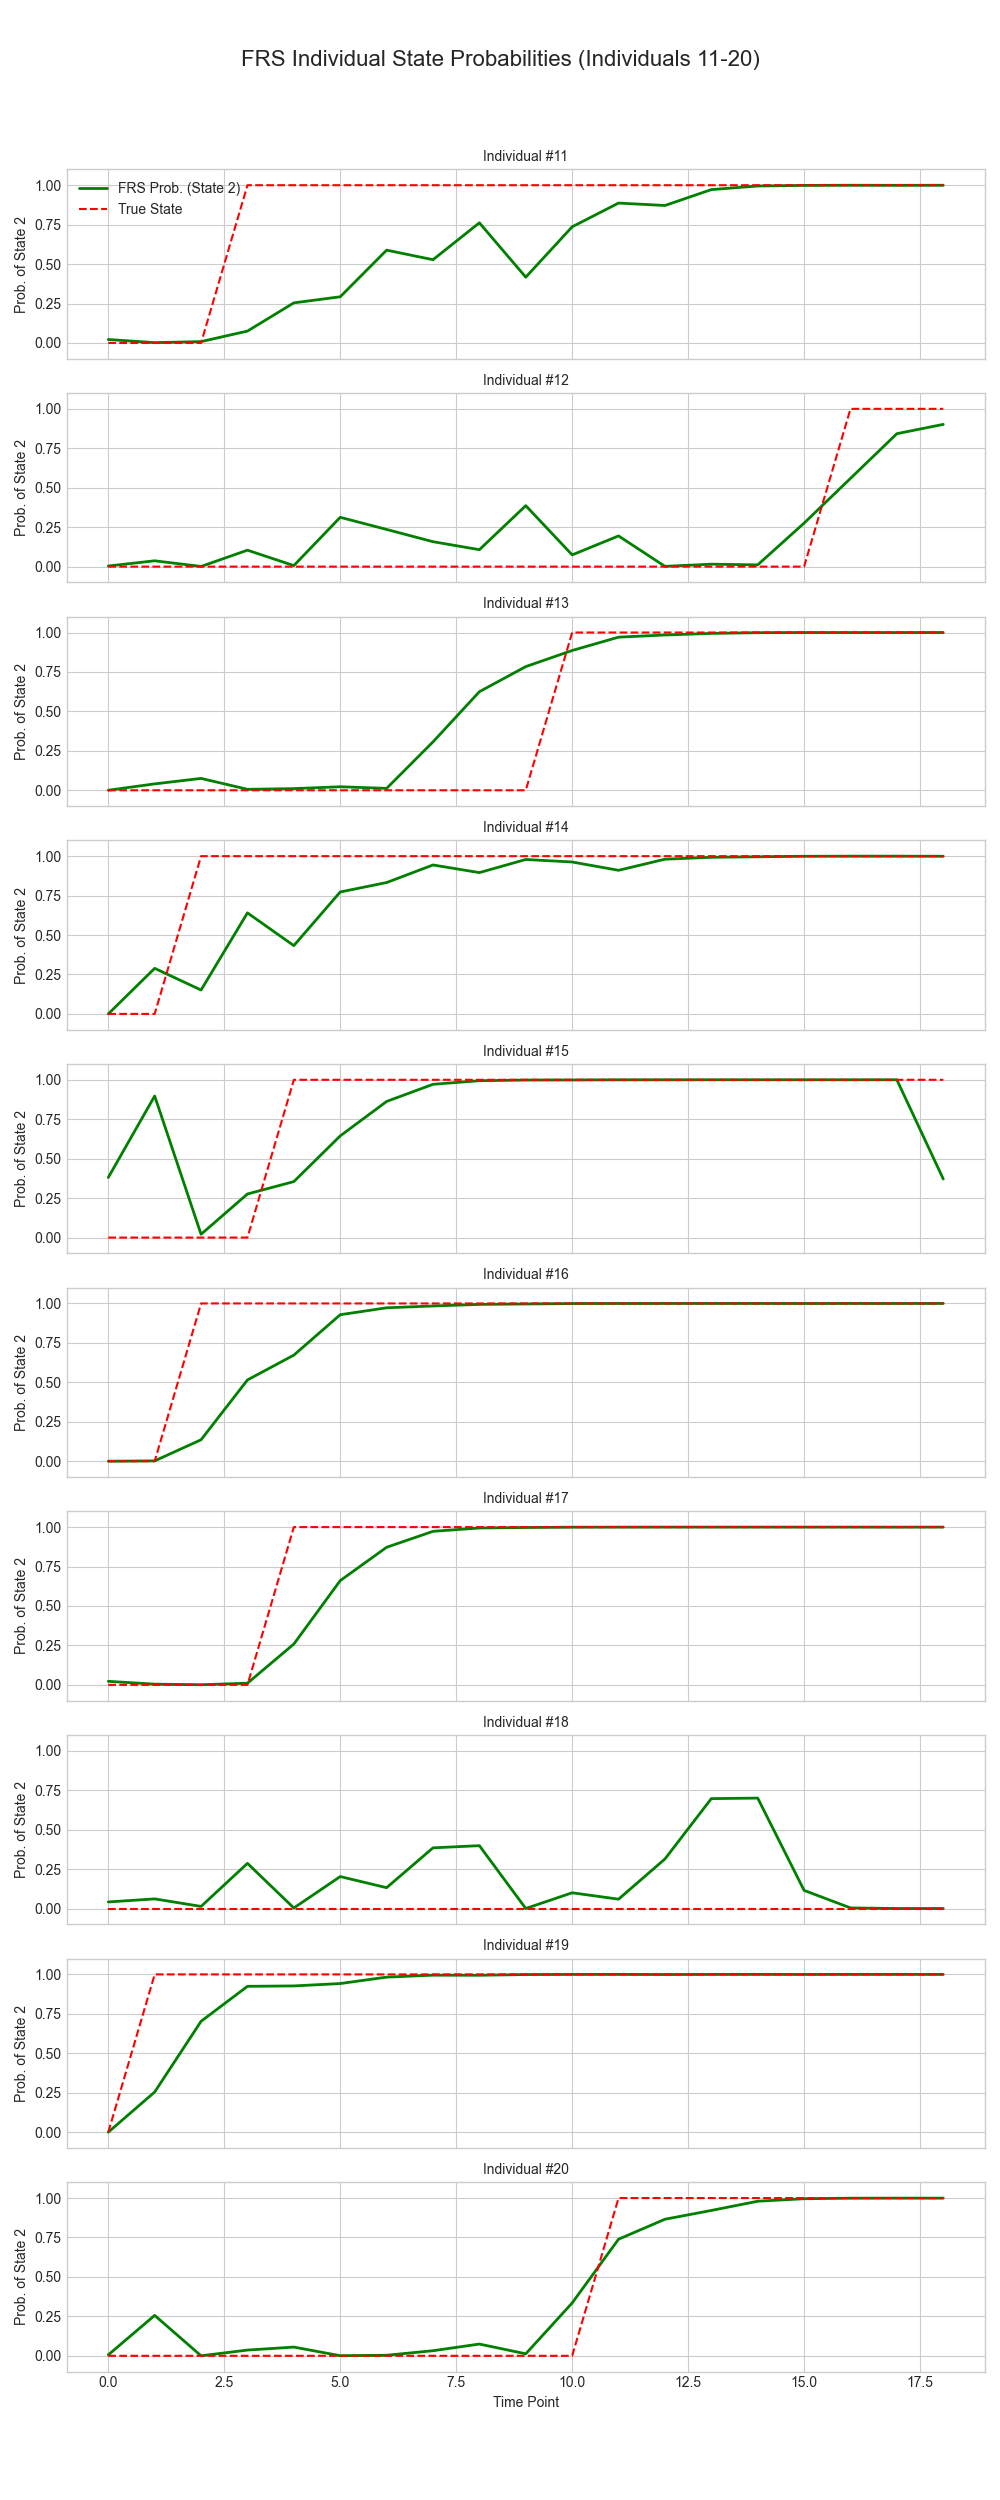 FRS Individual State Probabilities (Individuals 11-20)
Individual #11
1.00
0.75
0.50
0.25
0.00
Prob. of State 2
FRS Prob. (State 2)
True State
Individual #12
1.00
0.75
0.50
0.25
0.00
Prob. of State 2
Individual #13
1.00
0.75
0.50
0.25
0.00
Prob. of State 2
Individual #14
1.00
0.75
0.50
0.25
0.00
Prob. of State 2
Individual #15
1.00
0.75
0.50
0.25
0.00
Prob. of State 2
Individual #16
1.00
0.75
0.50
0.25
0.00
Prob. of State 2
Individual #17
1.00
0.75
0.50
0.25
0.00
Prob. of State 2
Individual #18
1.00
0.75
0.50
0.25
0.00
Prob. of State 2
Individual #19
1.00
0.75
0.50
0.25
0.00
Prob. of State 2
Individual #20
1.00
0.75
0.50
0.25
0.00
Prob. of State 2
0.0 2.5 5.0 7.5 10.0 12.5 15.0 17.5
Time Point